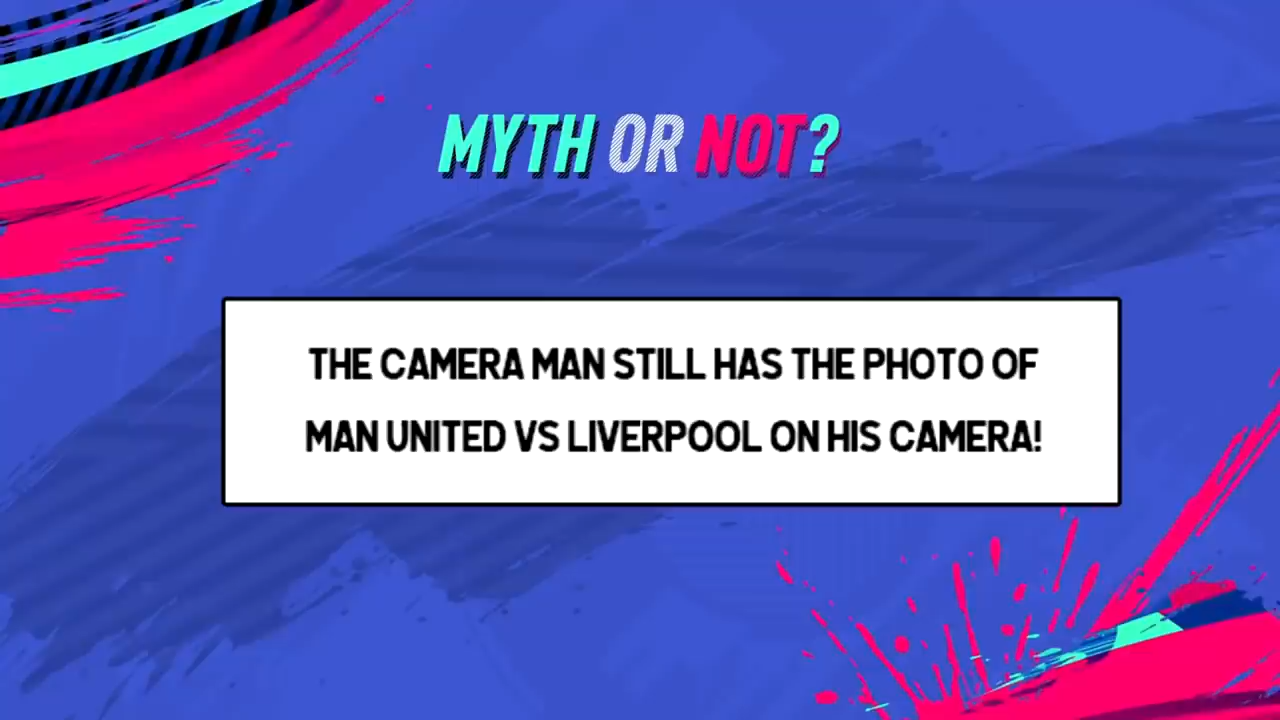 MYTH OR NOT?
THE CAMERA MAN STILL HAS THE PHOTO OF
MAN UNITED VS LIVERPOOL ON HIS CAMERA!